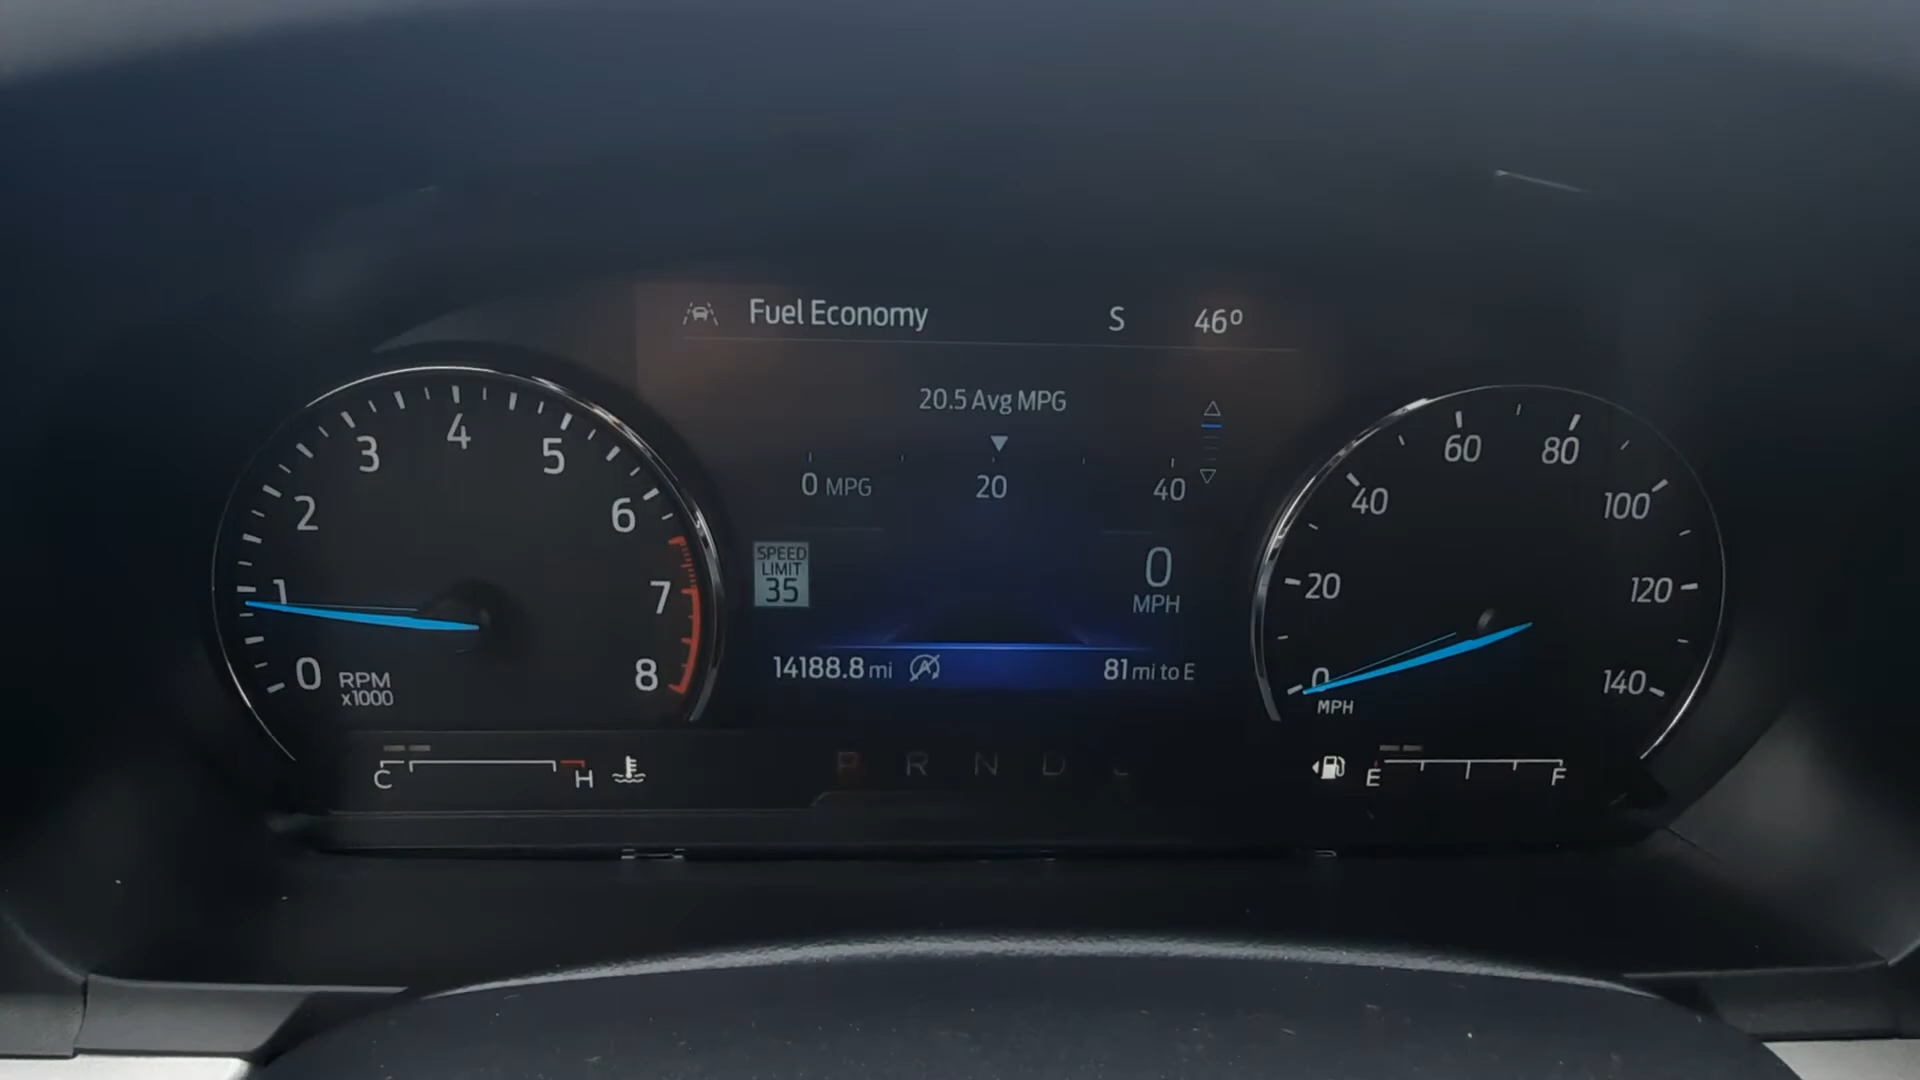 Fuel Economy S 46º
20.5 Avg MPG
0 MPG 20 40
SPEED
LIMIT
35
0
MPH
14188.8 mi 81 mi to E
0 1 2 3 4 5 6 7 8
RPM
x1000
0 20 40 60 80 100 120 140
MPH
C H
P R N D
E F